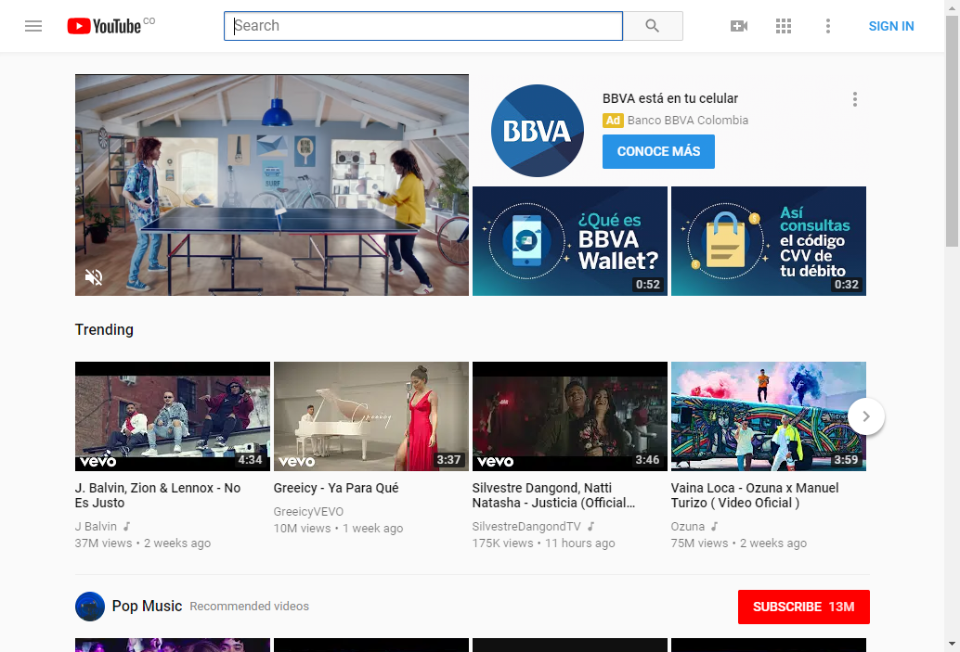 YouTube CO
Search
SIGN IN
BBVA
BBVA está en tu celular
Ad Banco BBVA Colombia
CONOCE MÁS
SURF
¿Qué es
BBVA
Wallet?
0:52
Así
consultas
el código
CVV de
tu débito
0:32
Trending
vevo
4:34
Greeicy
vevo
3:37
vevo
3:46
3:59
J. Balvin, Zion & Lennox - No
Es Justo
J Balvin
37M views • 2 weeks ago
Greeicy - Ya Para Qué
GreeicyVEVO
10M views • 1 week ago
Silvestre Dangond, Natti
Natasha - Justicia (Official...
SilvestreDangondTV
175K views • 11 hours ago
Vaina Loca - Ozuna x Manuel
Turizo ( Video Oficial )
Ozuna
75M views • 2 weeks ago
Pop Music Recommended videos
SUBSCRIBE 13M